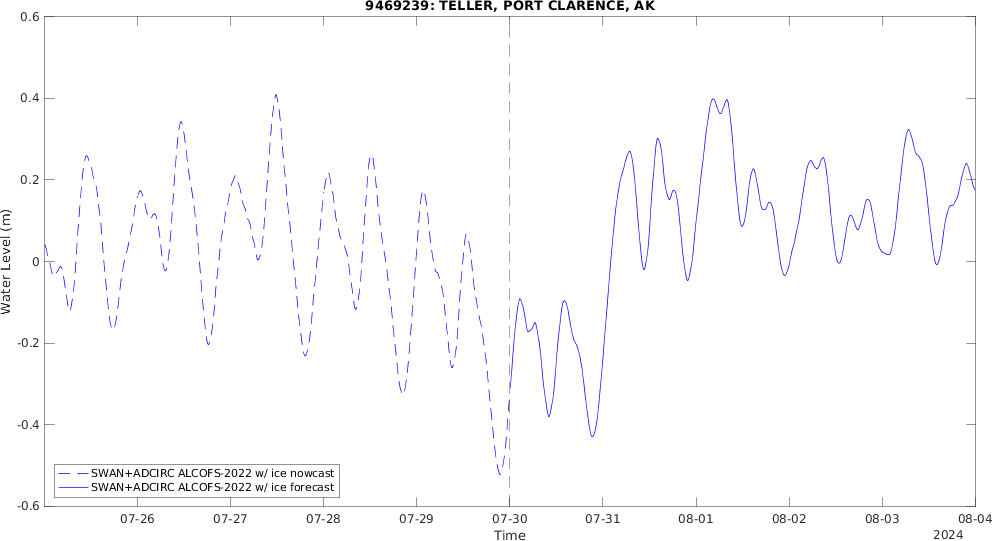 9469239: TELLER, PORT CLARENCE, AK
0.6
0.4
0.2
0
-0.2
-0.4
-0.6
Water Level (m)
SWAN+ADCIRC ALCOFS-2022 w/ ice nowcast
SWAN+ADCIRC ALCOFS-2022 w/ ice forecast
07-26 07-27 07-28 07-29 07-30 07-31 08-01 08-02 08-03 08-04
Time
2024